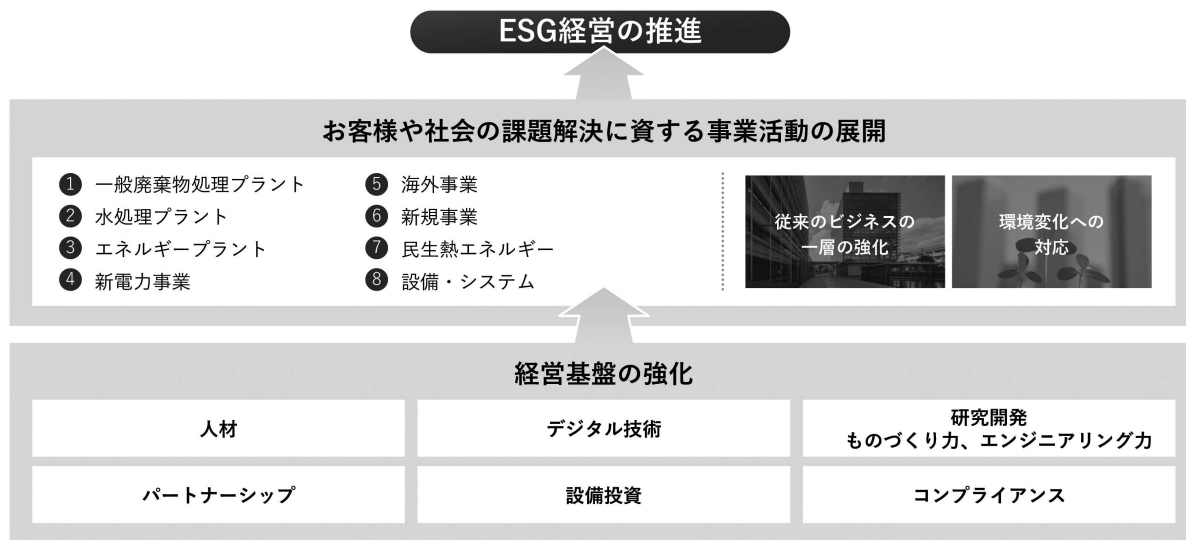 ESG経営の推進
お客様や社会の課題解決に資する事業活動の展開
1 一般廃棄物処理プラント
2 水処理プラント
3 エネルギープラント
4 新電力事業
5 海外事業
6 新規事業
7 民生熱エネルギー
8 設備・システム
従来のビジネスの
一層の強化
環境変化への
対応
経営基盤の強化
人材
デジタル技術
研究開発
ものづくり力、エンジニアリング力
パートナーシップ
設備投資
コンプライアンス